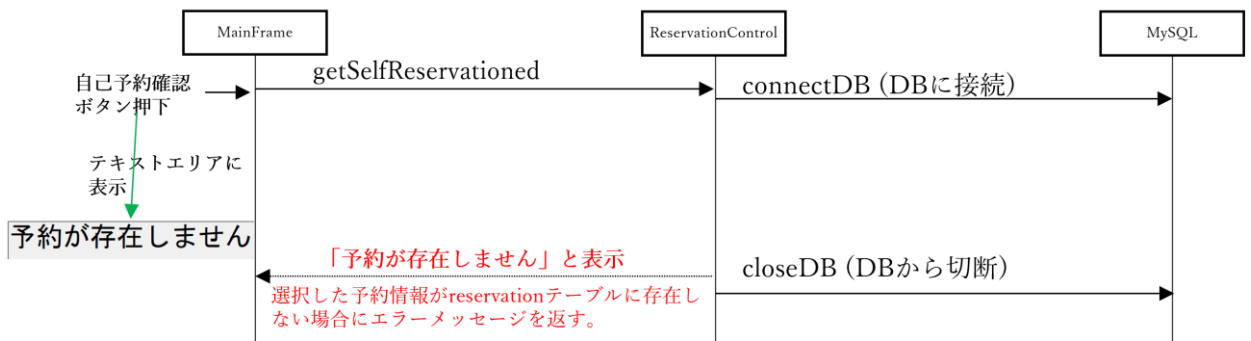 MainFrame
ReservationControl
MySQL
自己予約確認
ボタン押下
getSelfReservationed
connectDB (DBに接続)
テキストエリアに
表示
予約が存在しません
「予約が存在しません」と表示
closeDB (DBから切断)
選択した予約情報がreservationテーブルに存在し
ない場合にエラーメッセージを返す。